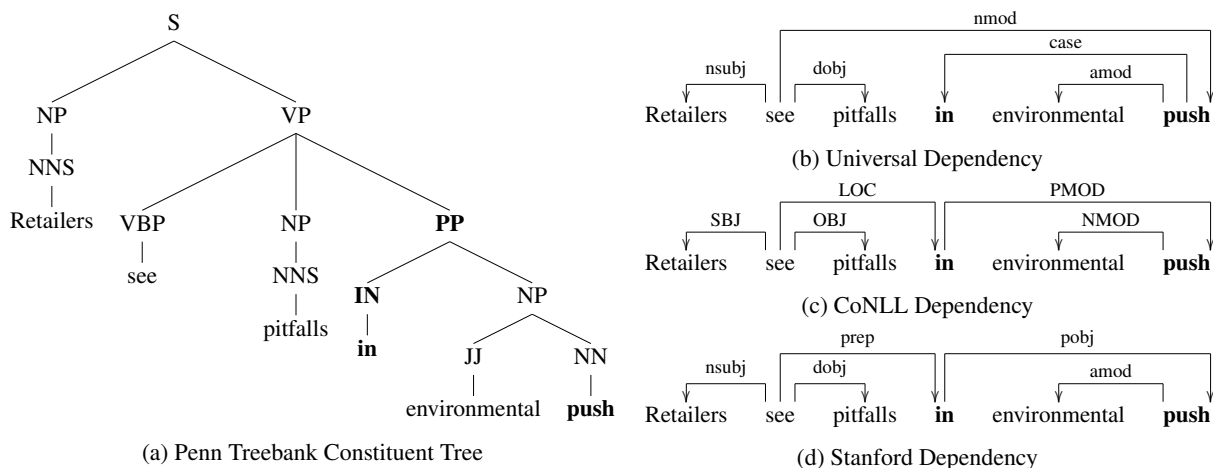 S
NP VP
NNS
Retailers
VBP NP PP
see NNS
pitfalls
IN NP
in
JJ NN
environmental push
(a) Penn Treebank Constituent Tree
nmod
case
nsubj dobj amod
Retailers see pitfalls in environmental push
(b) Universal Dependency
LOC PMOD
SBJ OBJ NMOD
Retailers see pitfalls in environmental push
(c) CoNLL Dependency
prep pobj
nsubj dobj amod
Retailers see pitfalls in environmental push
(d) Stanford Dependency